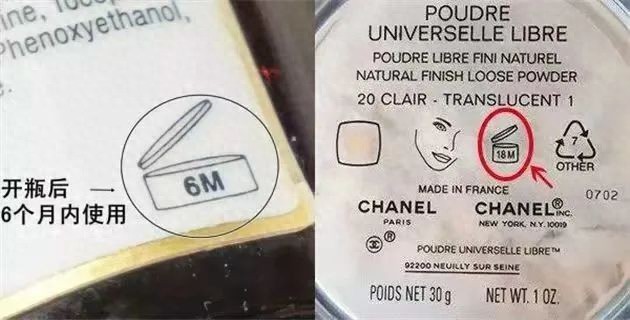 Phenoxyethanol,
6M
开瓶后
6个月内使用
POUDRE
UNIVERSELLE LIBRE
POUDRE LIBRE FINI NATUREL
NATURAL FINISH LOOSE POWDER
20 CLAIR - TRANSLUCENT 1
18M
7
OTHER
MADE IN FRANCE
0702
CHANEL CHANEL® INC.
PARIS NEW YORK, N.Y. 10019
®
POUDRE UNIVERSELLE LIBRE™
92200 NEUILLY SUR SEINE
POIDS NET 30 g NET WT. 1 OZ.